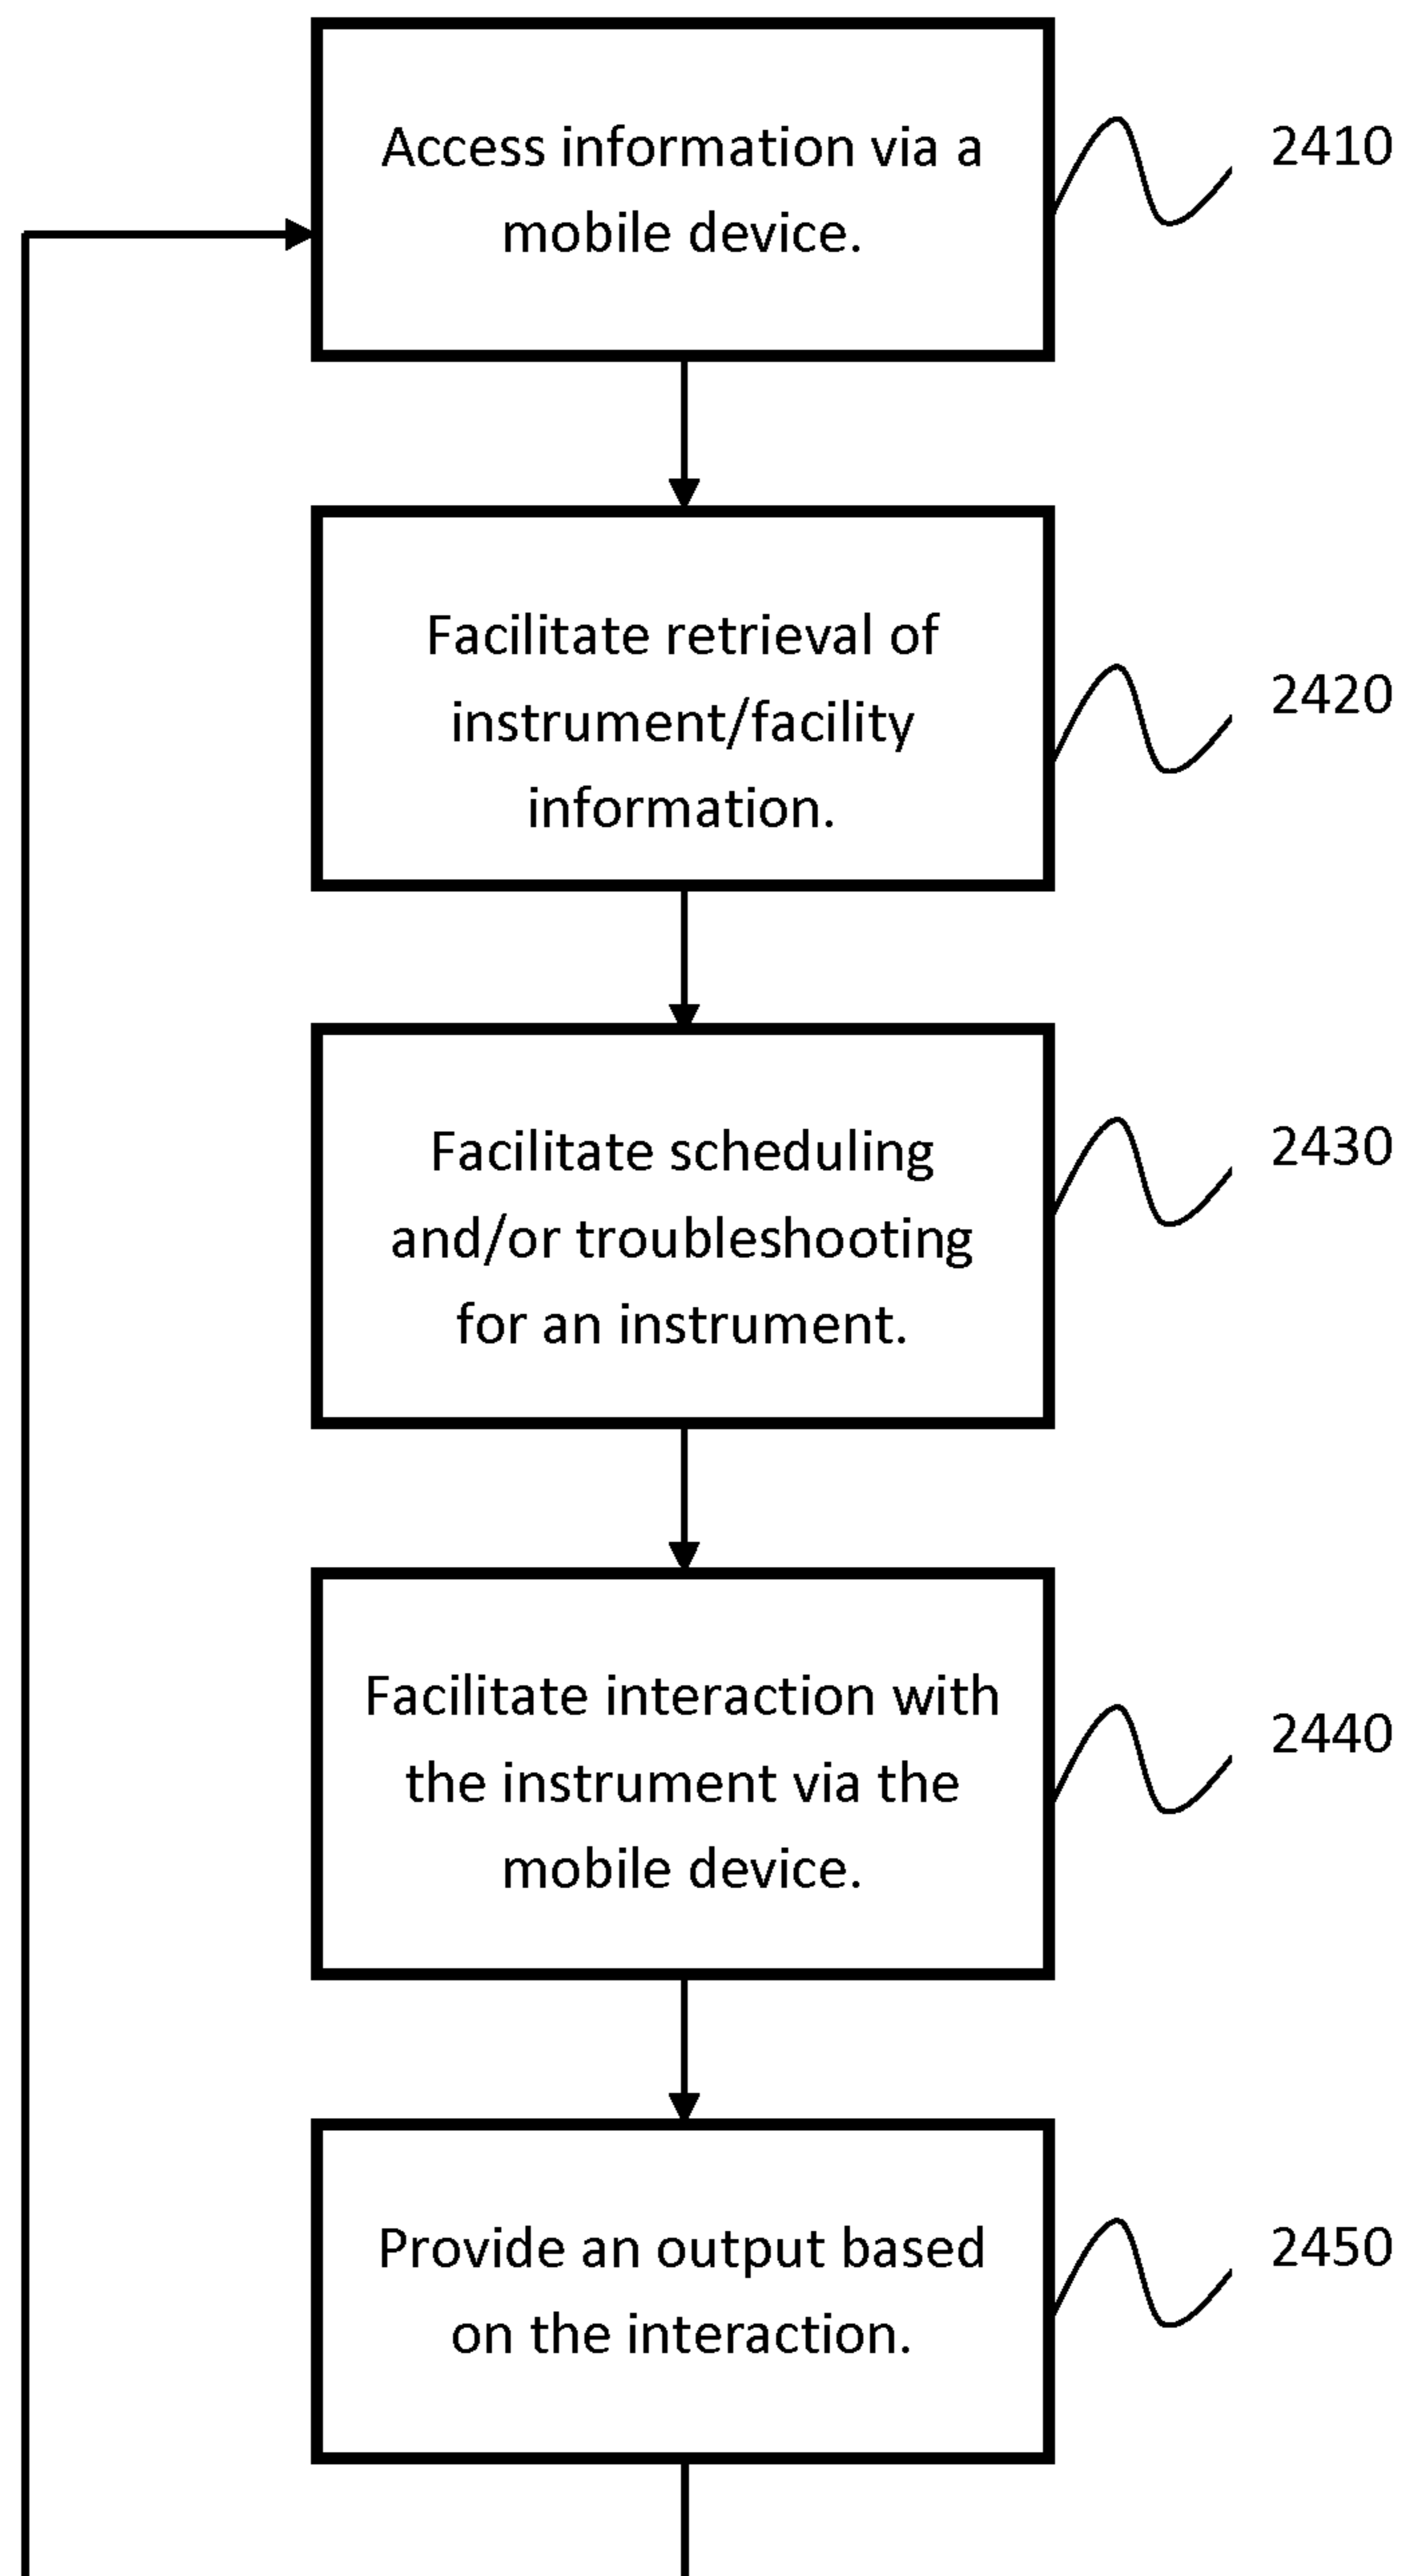 Access information via a
mobile device.
2410
Facilitate retrieval of
instrument/facility
information.
2420
Facilitate scheduling
and/or troubleshooting
for an instrument.
2430
Facilitate interaction with
the instrument via the
mobile device.
2440
Provide an output based
on the interaction.
2450